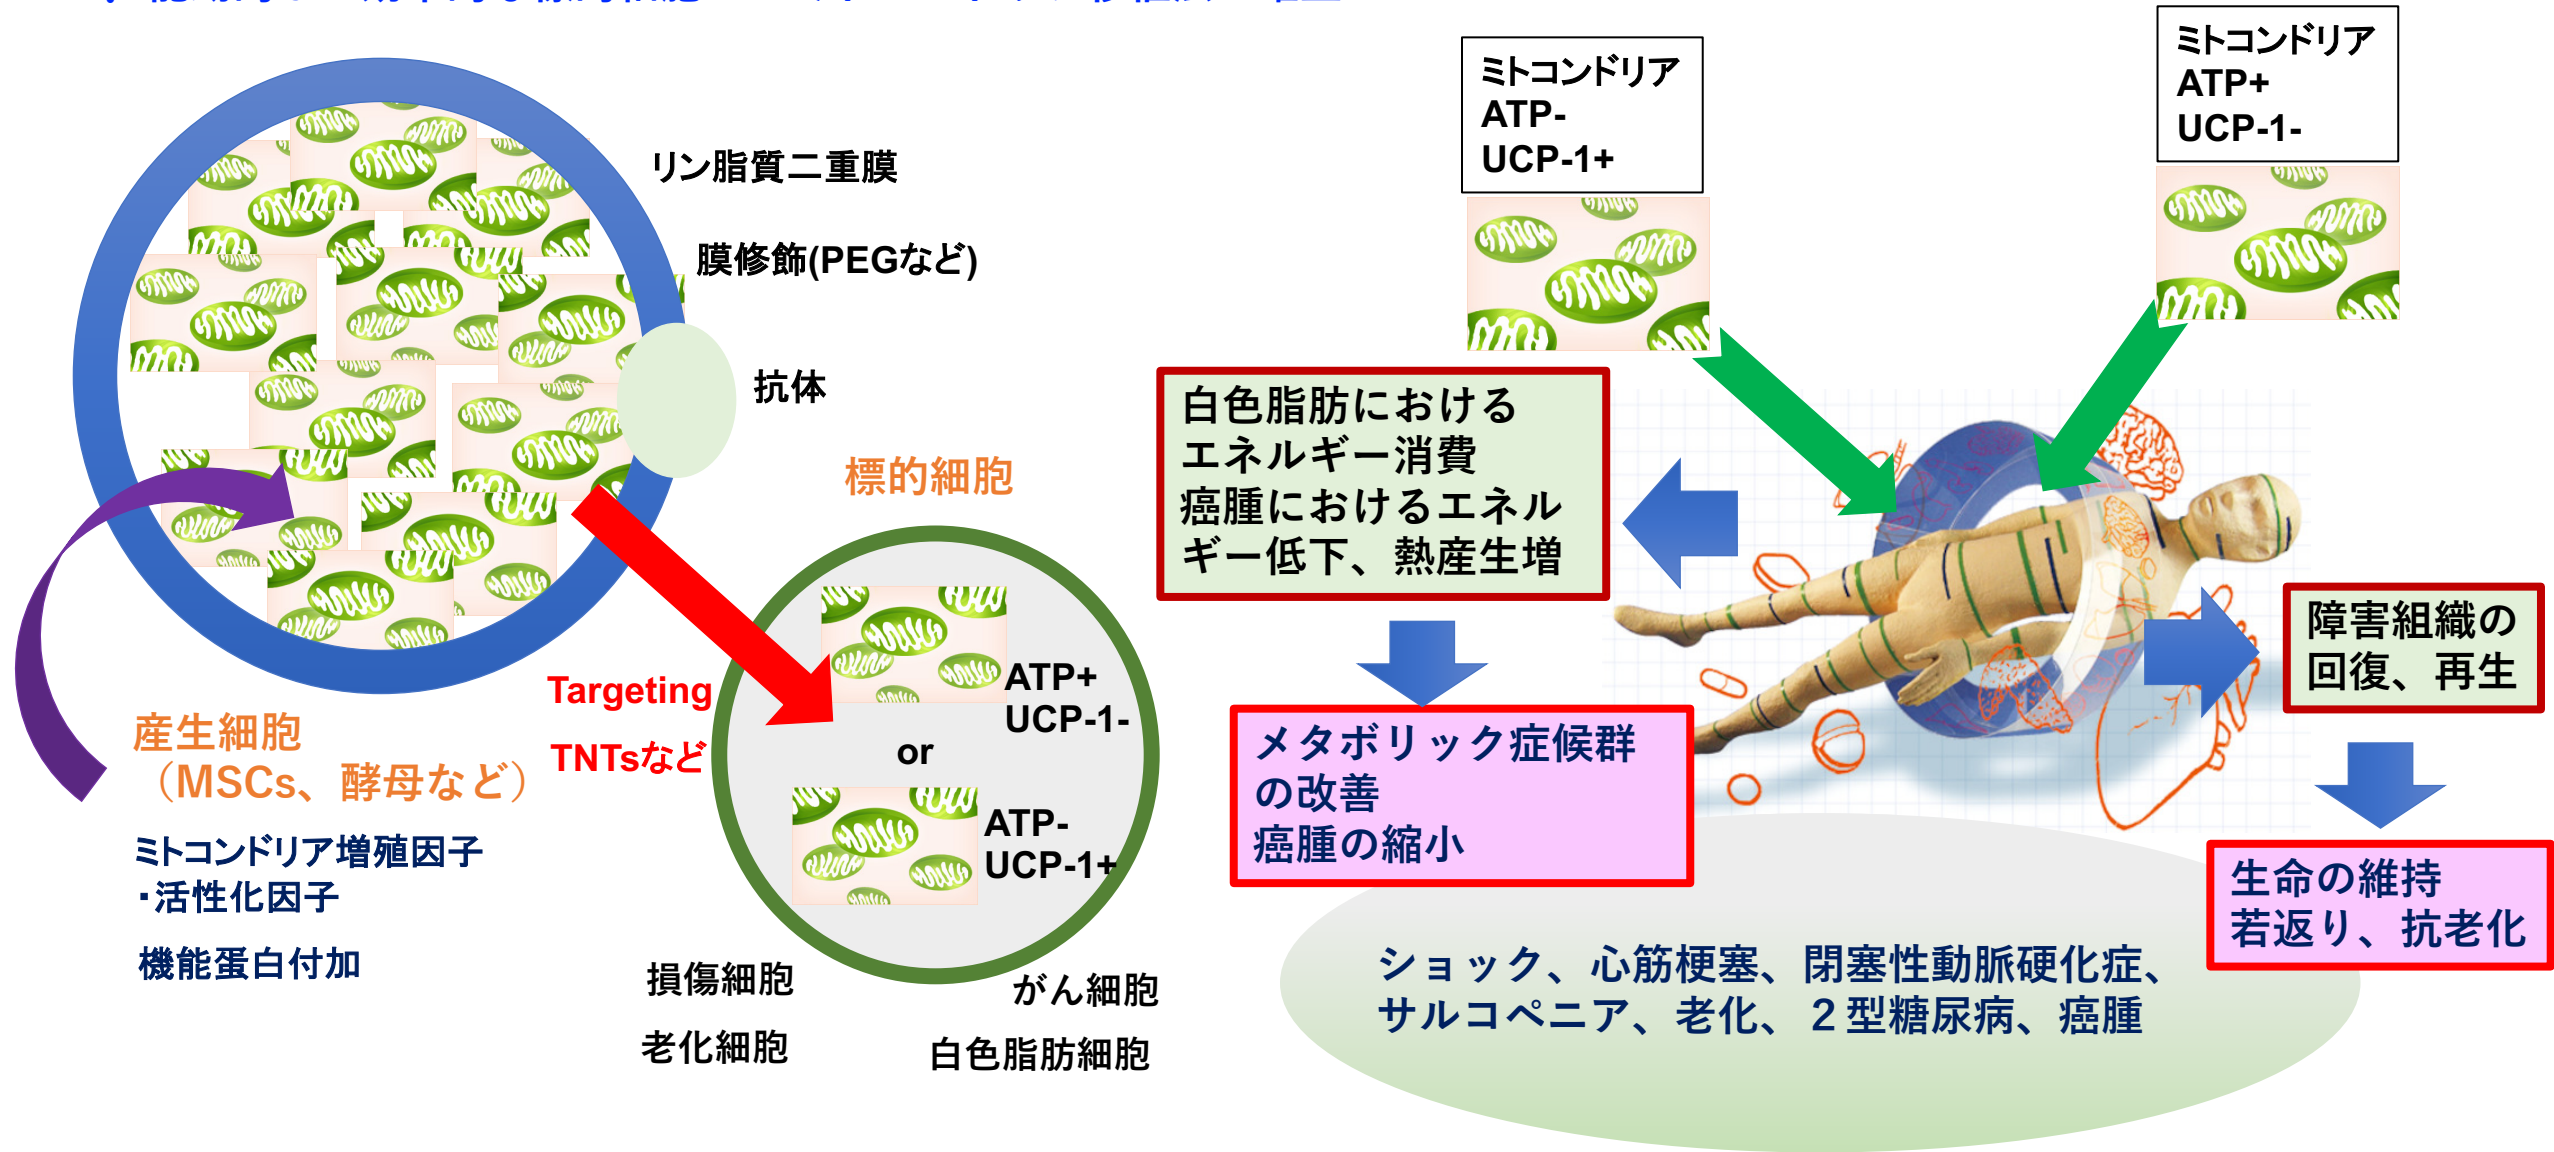 リン脂質二重膜
膜修飾(PEGなど)
抗体
標的細胞
Targeting
TNTsなど
ATP+
UCP-1-
or
ATP-
UCP-1+
産生細胞
（MSCs、酵母など）
ミトコンドリア増殖因子
・活性化因子
機能蛋白付加
損傷細胞
老化細胞
がん細胞
白色脂肪細胞
ミトコンドリア
ATP-
UCP-1+
ミトコンドリア
ATP+
UCP-1-
白色脂肪における
エネルギー消費
癌腫におけるエネル
ギー低下、熱産生増
メタボリック症候群
の改善
癌腫の縮小
障害組織の
回復、再生
生命の維持
若返り、抗老化
ショック、心筋梗塞、閉塞性動脈硬化症、
サルコペニア、老化、２型糖尿病、癌腫